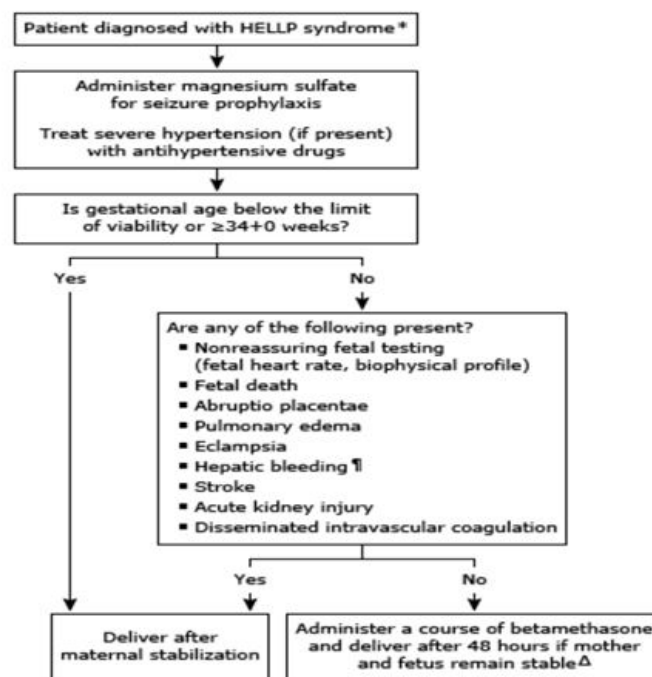 Patient diagnosed with HELLP syndrome*
Administer magnesium sulfate
for seizure prophylaxis
Treat severe hypertension (if present)
with antihypertensive drugs
Is gestational age below the limit
of viability or ≥34+0 weeks?
Yes
No
Are any of the following present?
▪ Nonreassuring fetal testing
(fetal heart rate, biophysical profile)
▪ Fetal death
▪ Abruptio placentae
▪ Pulmonary edema
▪ Eclampsia
▪ Hepatic bleeding¶
▪ Stroke
▪ Acute kidney injury
▪ Disseminated intravascular coagulation
Yes
No
Deliver after
maternal stabilization
Administer a course of betamethasone
and deliver after 48 hours if mother
and fetus remain stableΔ